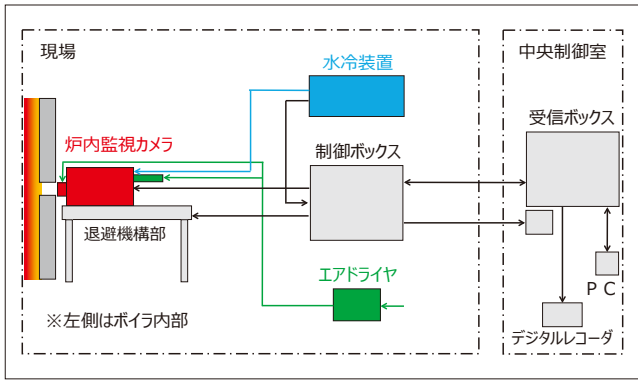 現場
中央制御室
水冷装置
受信ボックス
炉内監視カメラ
制御ボックス
退避機構部
エアドライヤ
PC
※左側はボイラ内部
デジタルレコーダ